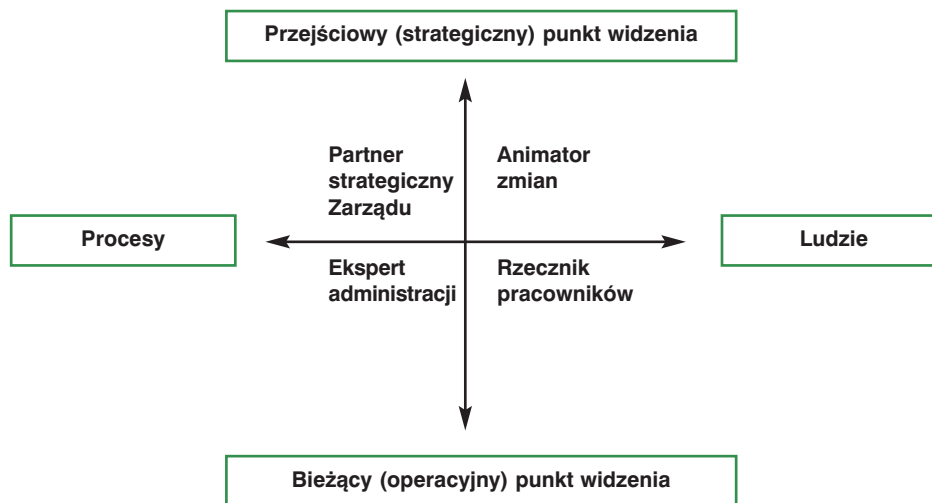 Przejściowy (strategiczny) punkt widzenia
Partner
strategiczny
Zarządu
Animator
zmian
Procesy
Ludzie
Ekspert
administracji
Rzecznik
pracowników
Bieżący (operacyjny) punkt widzenia